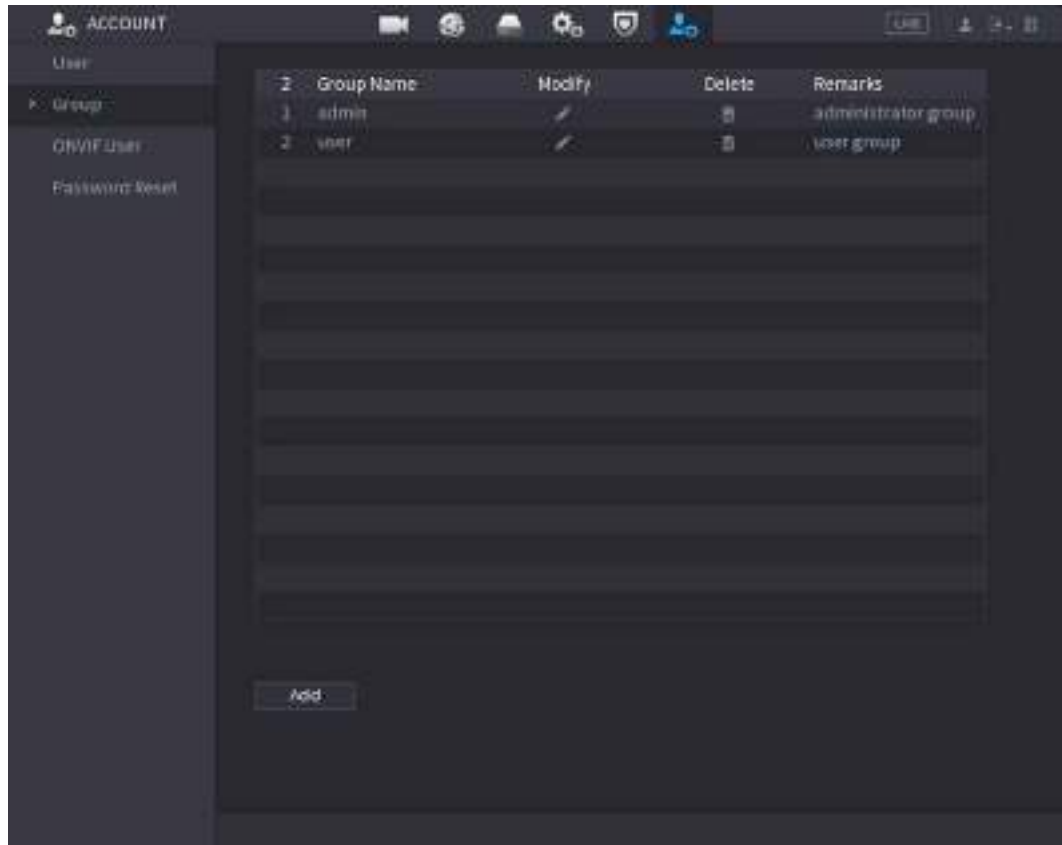 ACCOUNT LIVE
User
Group
ONVIF User
Password Reset
2 Group Name Modify Delete Remarks
1 admin administrator group
2 user user group
Add